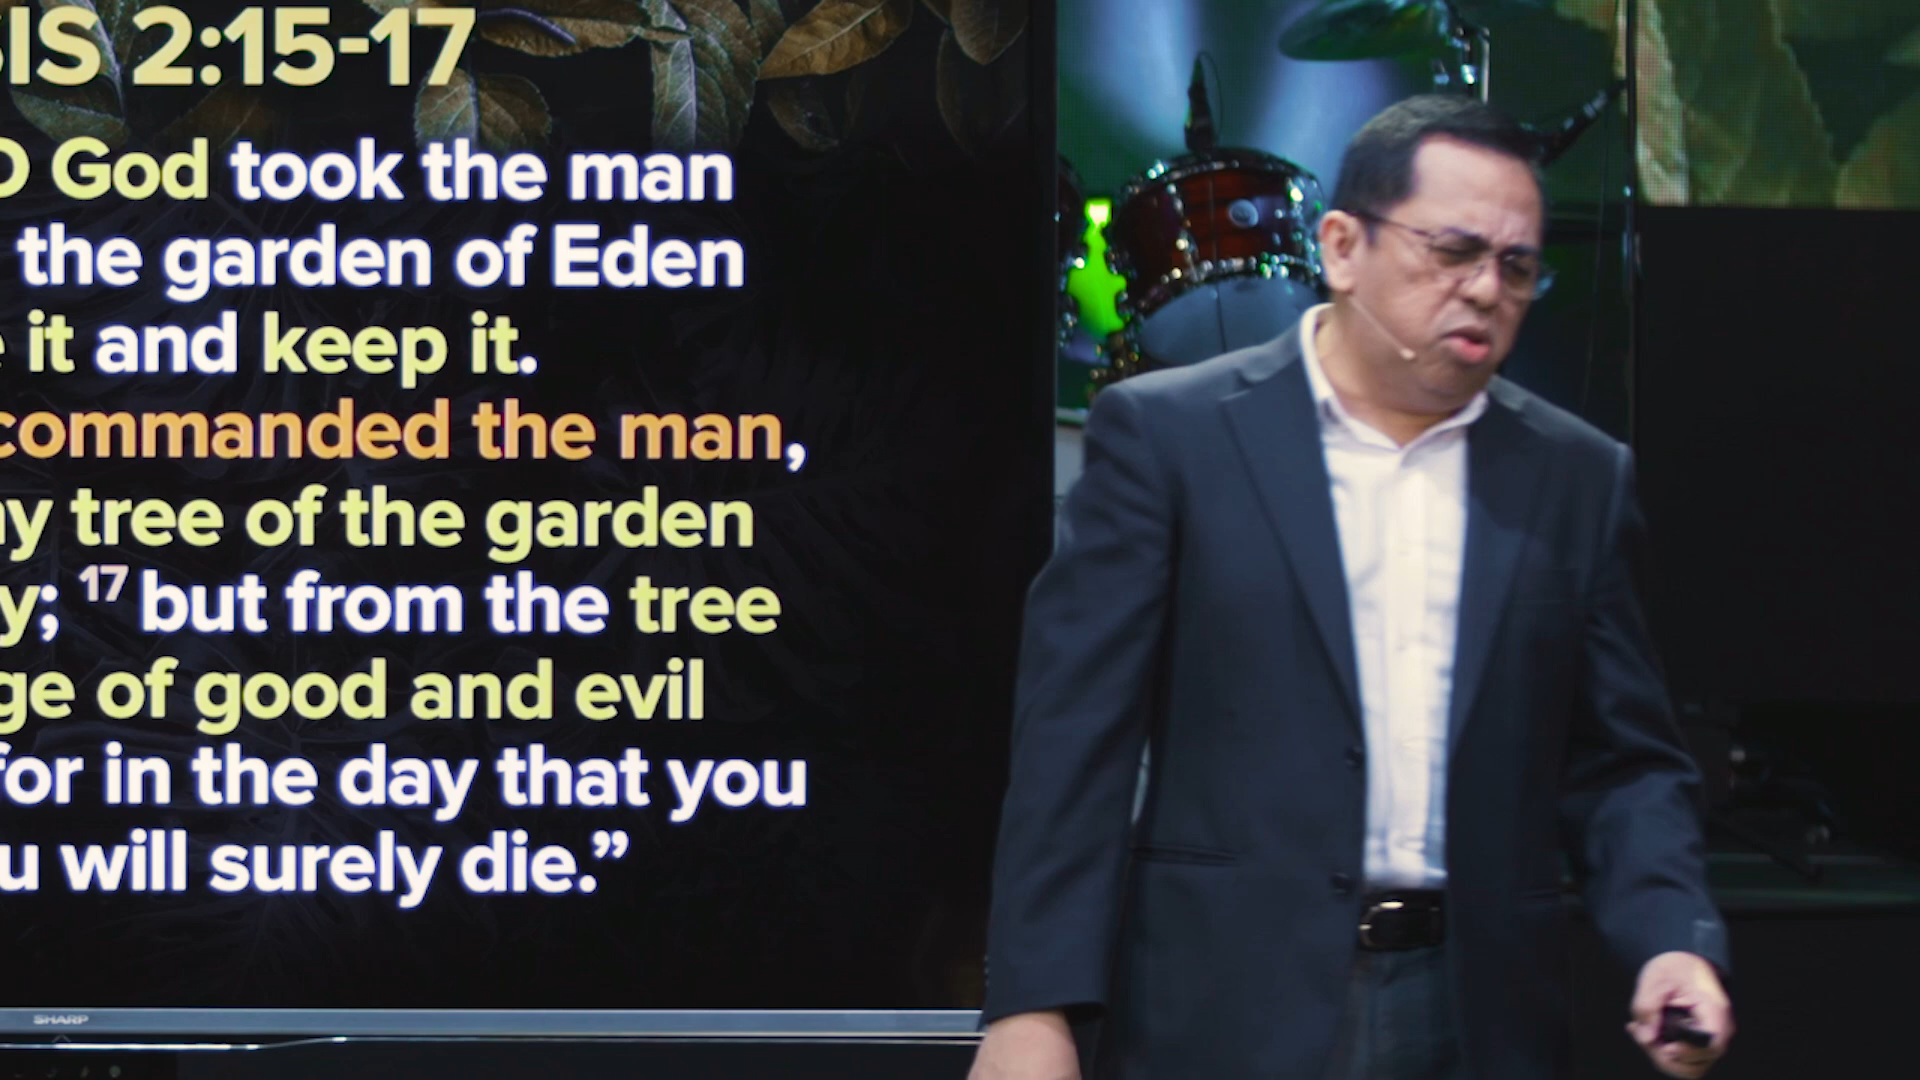 SIS 2:15-17
D God took the man
the garden of Eden
e it and keep it.
commanded the man,
ny tree of the garden
y; 17 but from the tree
ge of good and evil
for in the day that you
u will surely die.”
SHARP